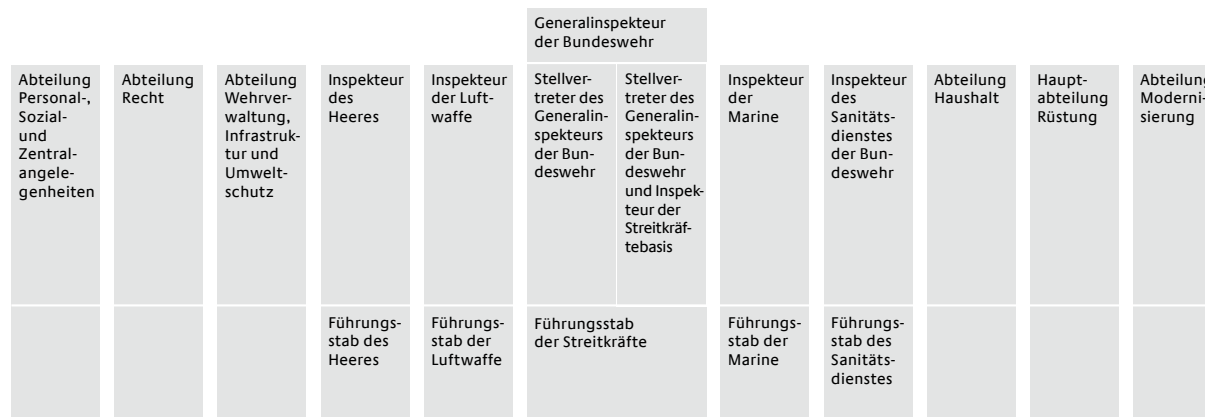 Generalinspekteur
der Bundeswehr
Abteilung
Personal-,
Sozial-
und
Zentral-
angele-
genheiten
Abteilung
Recht
Abteilung
Wehrver-
waltung,
Infrastruk-
tur und
Umwelt-
schutz
Inspekteur
des
Heeres
Inspekteur
der Luft-
waffe
Stellver-
treter des
Generalin-
spekteurs
der Bun-
deswehr
Stellver-
treter des
Generalin-
spekteurs
der Bun-
deswehr
und Inspek-
teur der
Streitkräf-
tebasis
Inspekteur
der
Marine
Inspekteur
des
Sanitäts-
dienstes
der Bun-
deswehr
Abteilung
Haushalt
Haupt-
abteilung
Rüstung
Abteilung
Moderni-
sierung
Führungs-
stab des
Heeres
Führungs-
stab der
Luftwaffe
Führungsstab
der Streitkräfte
Führungs-
stab der
Marine
Führungs-
stab des
Sanitäts-
dienstes